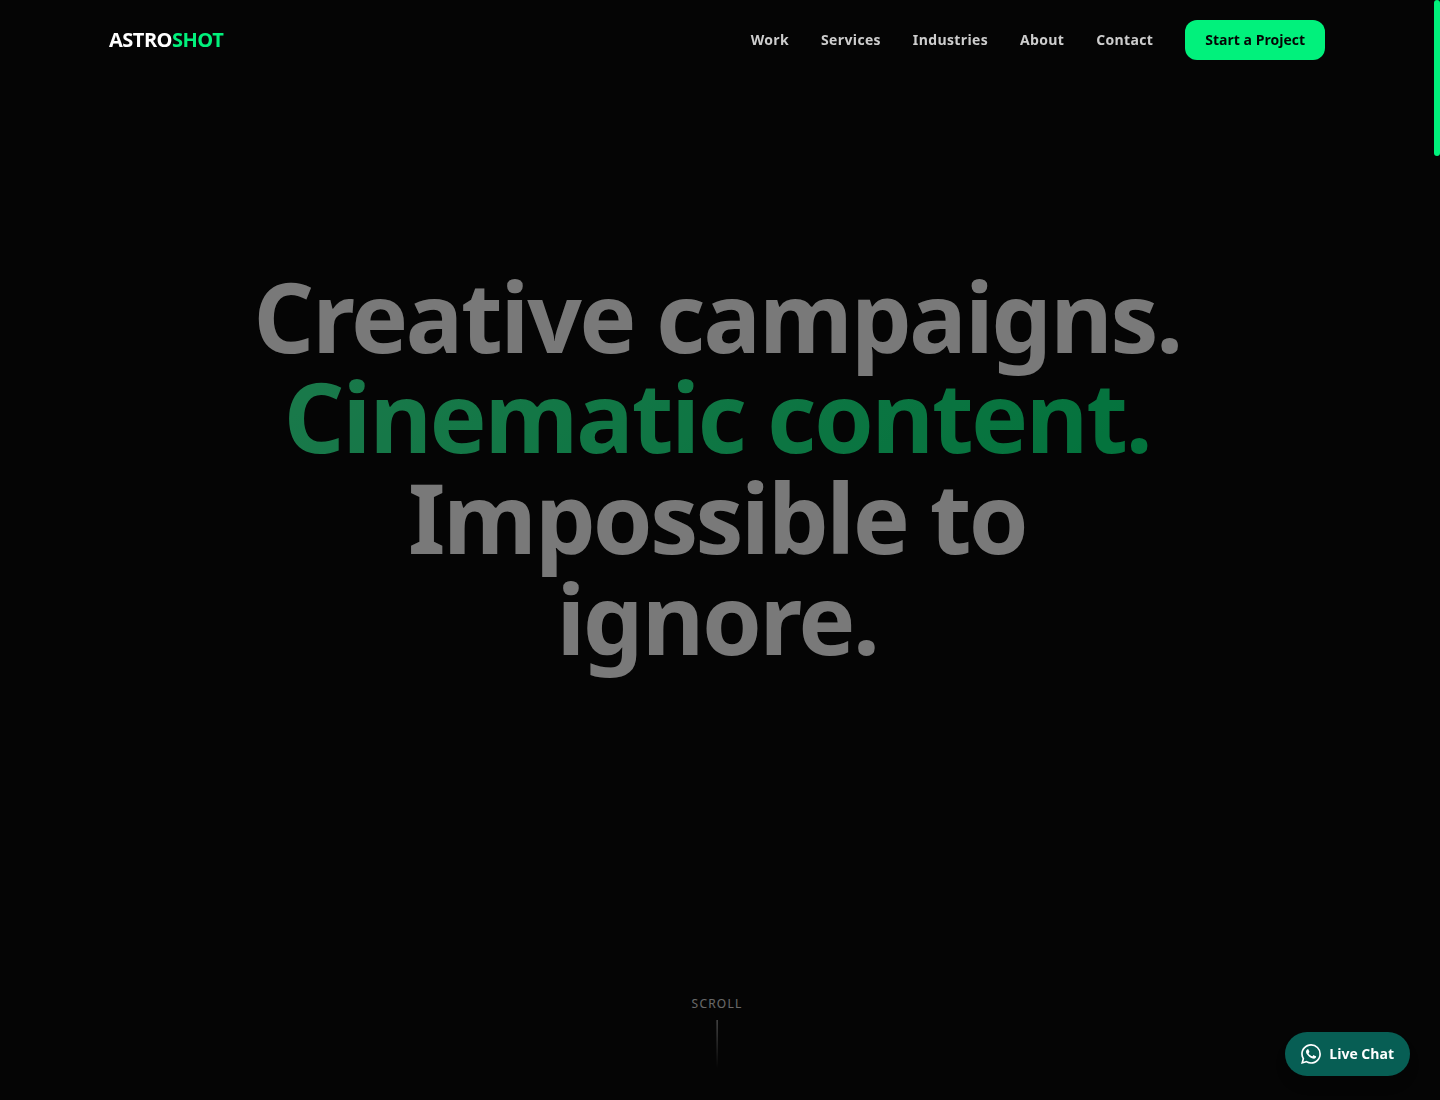 ASTROSHOT
Work Services Industries About Contact Start a Project
Creative campaigns.
Cinematic content.
Impossible to
ignore.
SCROLL
Live Chat